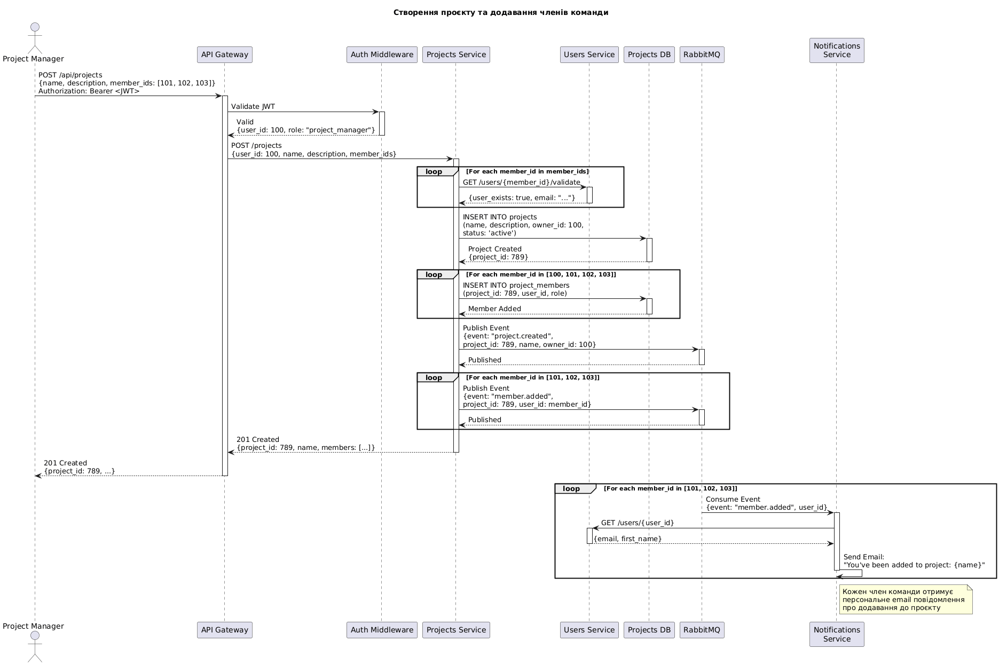 Створення проєкту та додавання членів команди
Project Manager
API Gateway
Auth Middleware
Projects Service
Users Service
Projects DB
RabbitMQ
Notifications
Service
POST /api/projects
{name, description, member_ids: [101, 102, 103]}
Authorization: Bearer <JWT>
Validate JWT
Valid
{user_id: 100, role: "project_manager"}
POST /projects
{user_id: 100, name, description, member_ids}
loop [For each member_id in member_ids]
GET /users/{member_id}/validate
{user_exists: true, email: "..."}
INSERT INTO projects
(name, description, owner_id: 100,
status: 'active')
Project Created
{project_id: 789}
loop [For each member_id in [100, 101, 102, 103]]
INSERT INTO project_members
(project_id: 789, user_id, role)
Member Added
Publish Event
{event: "project.created",
project_id: 789, name, owner_id: 100}
Published
loop [For each member_id in [101, 102, 103]]
Publish Event
{event: "member.added",
project_id: 789, user_id: member_id}
Published
201 Created
{project_id: 789, name, members: [...]}
201 Created
{project_id: 789, ...}
loop [For each member_id in [101, 102, 103]]
Consume Event
{event: "member.added", user_id}
GET /users/{user_id}
{email, first_name}
Send Email:
"You've been added to project: {name}"
Кожен член команди отримує
персональне email повідомлення
про додавання до проєкту
Project Manager
API Gateway
Auth Middleware
Projects Service
Users Service
Projects DB
RabbitMQ
Notifications
Service